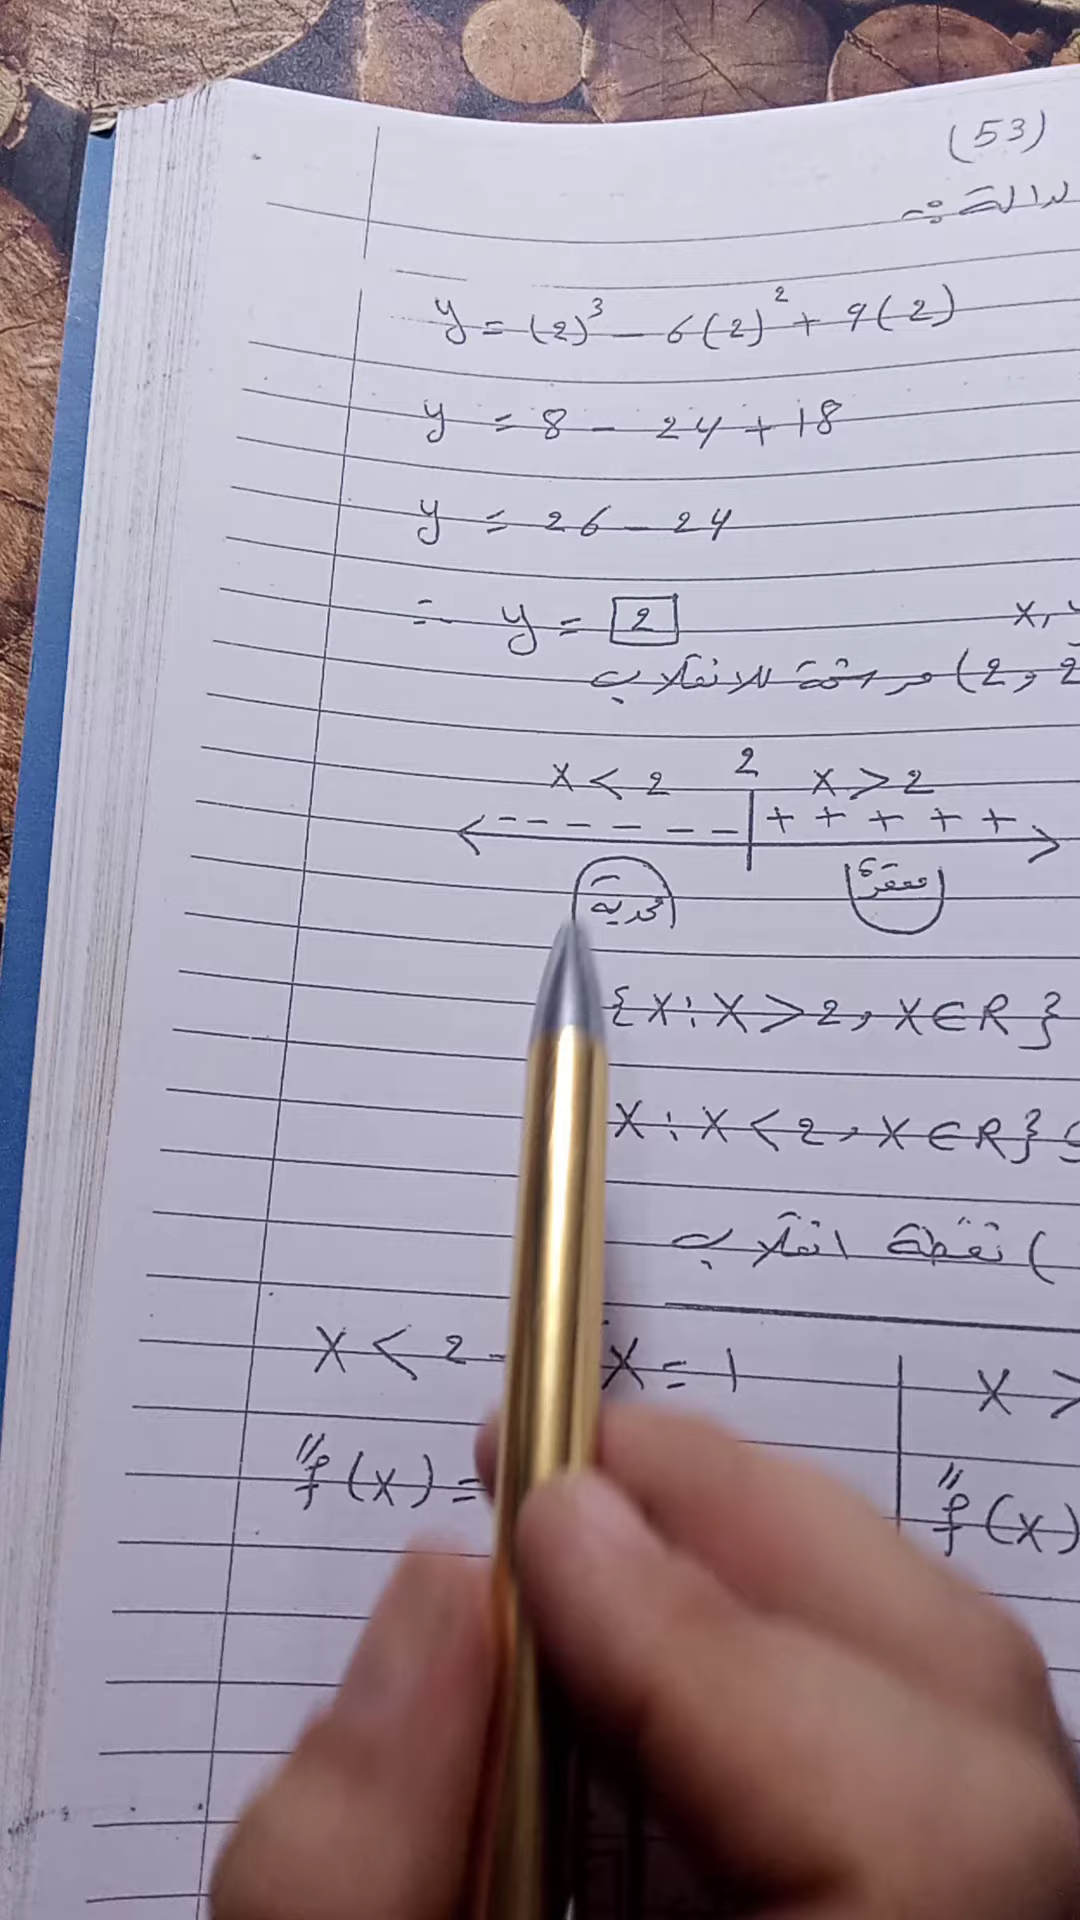 (53)
y = (2)³ - 6(2)² + 9(2)
y = 8 - 24 + 18
y = 26 - 24
∴ y = 2
x,
(2, 2 مرشحة للانقلاب
x < 2 2 x > 2
- - - - - - + + + + +
محدبة مقعرة
{x : x > 2, x ∈ R}
x : x < 2, x ∈ R}
) نقطة انقلاب
x < 2 x = 1 x >
f''(x) = f''(x)